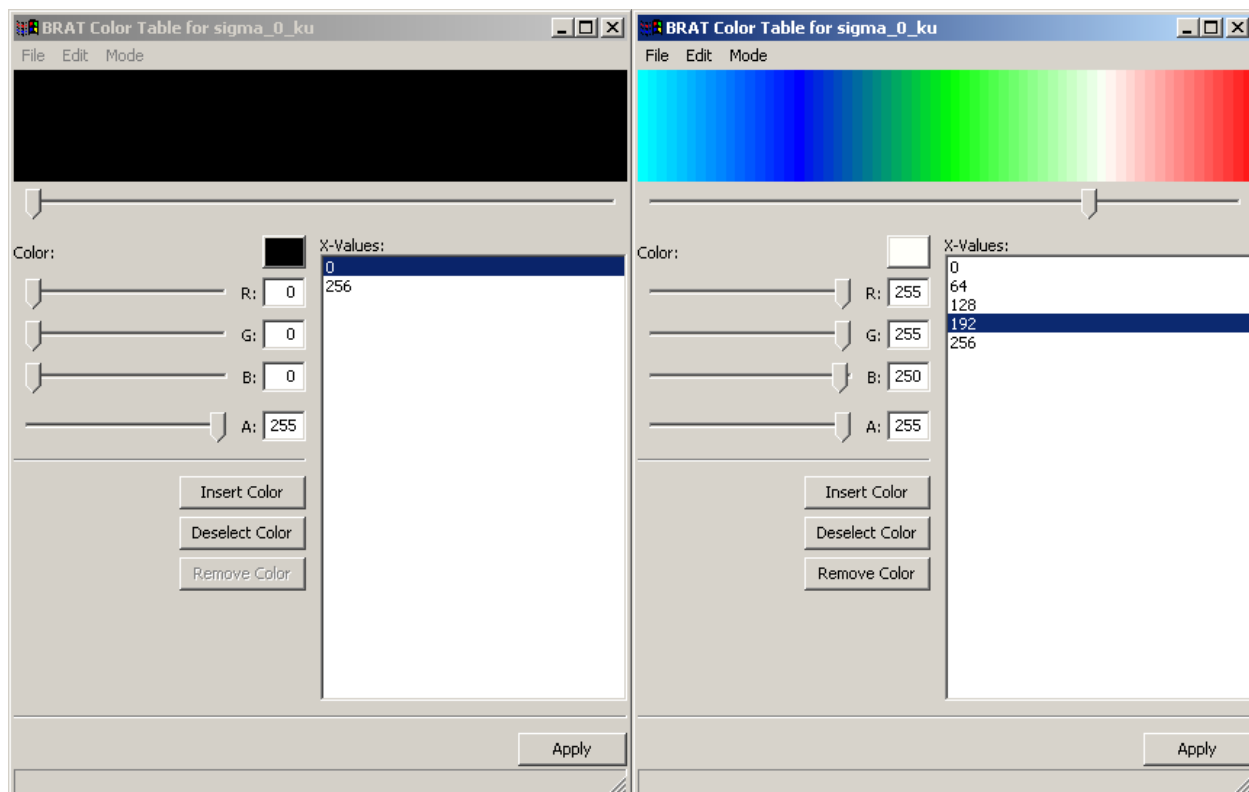 BRAT Color Table for sigma_0_ku
File Edit Mode
Color:
X-Values:
0
256
R: 0
G: 0
B: 0
A: 255
Insert Color
Deselect Color
Remove Color
Apply
BRAT Color Table for sigma_0_ku
File Edit Mode
Color:
X-Values:
0
64
128
192
256
R: 255
G: 255
B: 250
A: 255
Insert Color
Deselect Color
Remove Color
Apply